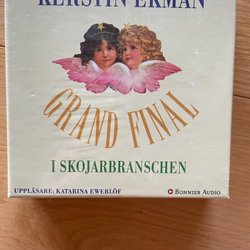 KERSTIN EKMAN
GRAND FINAL
I SKOJARBRANSCHEN
UPPLÄSARE: KATARINA EWERLÖF
BONNIER AUDIO